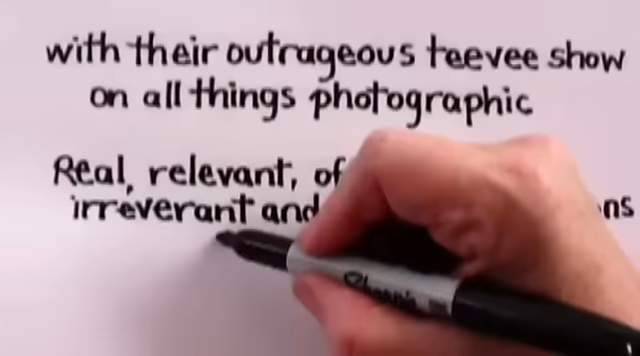 with their outrageous teevee show
on all things photographic
Real, relevant, of
irreverant and ns
Sharpie